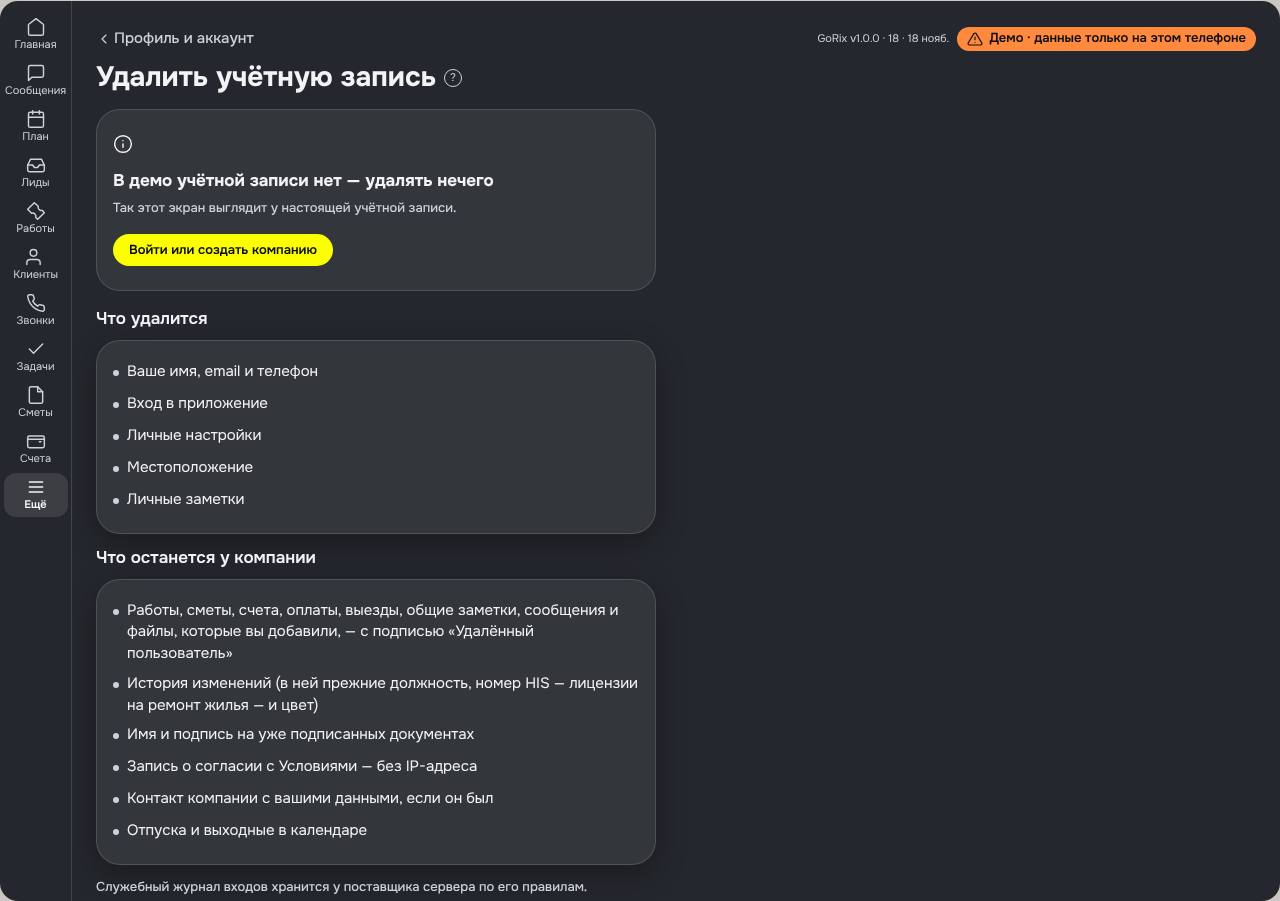 Главная
Сообщения
План
Лиды
Работы
Клиенты
Звонки
Задачи
Сметы
Счета
Ещё
Профиль и аккаунт
GoRix v1.0.0 · 18 · 18 нояб.
Демо · данные только на этом телефоне
Удалить учётную запись ?
В демо учётной записи нет — удалять нечего
Так этот экран выглядит у настоящей учётной записи.
Войти или создать компанию
Что удалится
Ваше имя, email и телефон
Вход в приложение
Личные настройки
Местоположение
Личные заметки
Что останется у компании
Работы, сметы, счета, оплаты, выезды, общие заметки, сообщения и
файлы, которые вы добавили, — с подписью «Удалённый
пользователь»
История изменений (в ней прежние должность, номер HIS — лицензии
на ремонт жилья — и цвет)
Имя и подпись на уже подписанных документах
Запись о согласии с Условиями — без IP-адреса
Контакт компании с вашими данными, если он был
Отпуска и выходные в календаре
Служебный журнал входов хранится у поставщика сервера по его правилам.